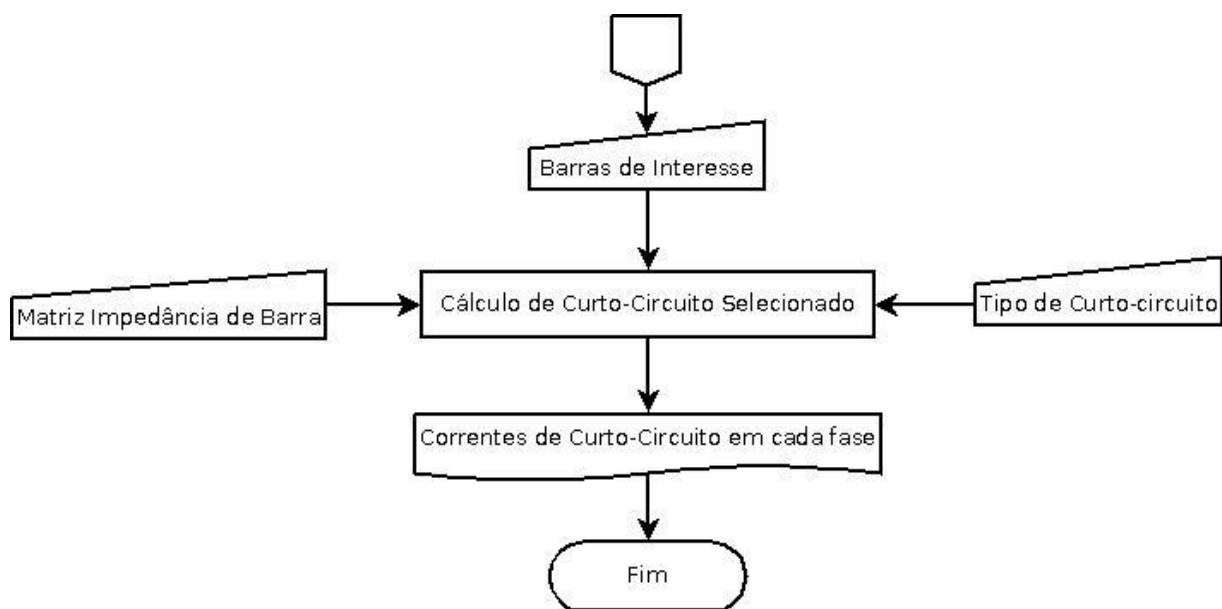 Barras de Interesse
Matriz Impedância de Barra
Cálculo de Curto-Circuito Selecionado
Tipo de Curto-circuito
Correntes de Curto-Circuito em cada fase
Fim